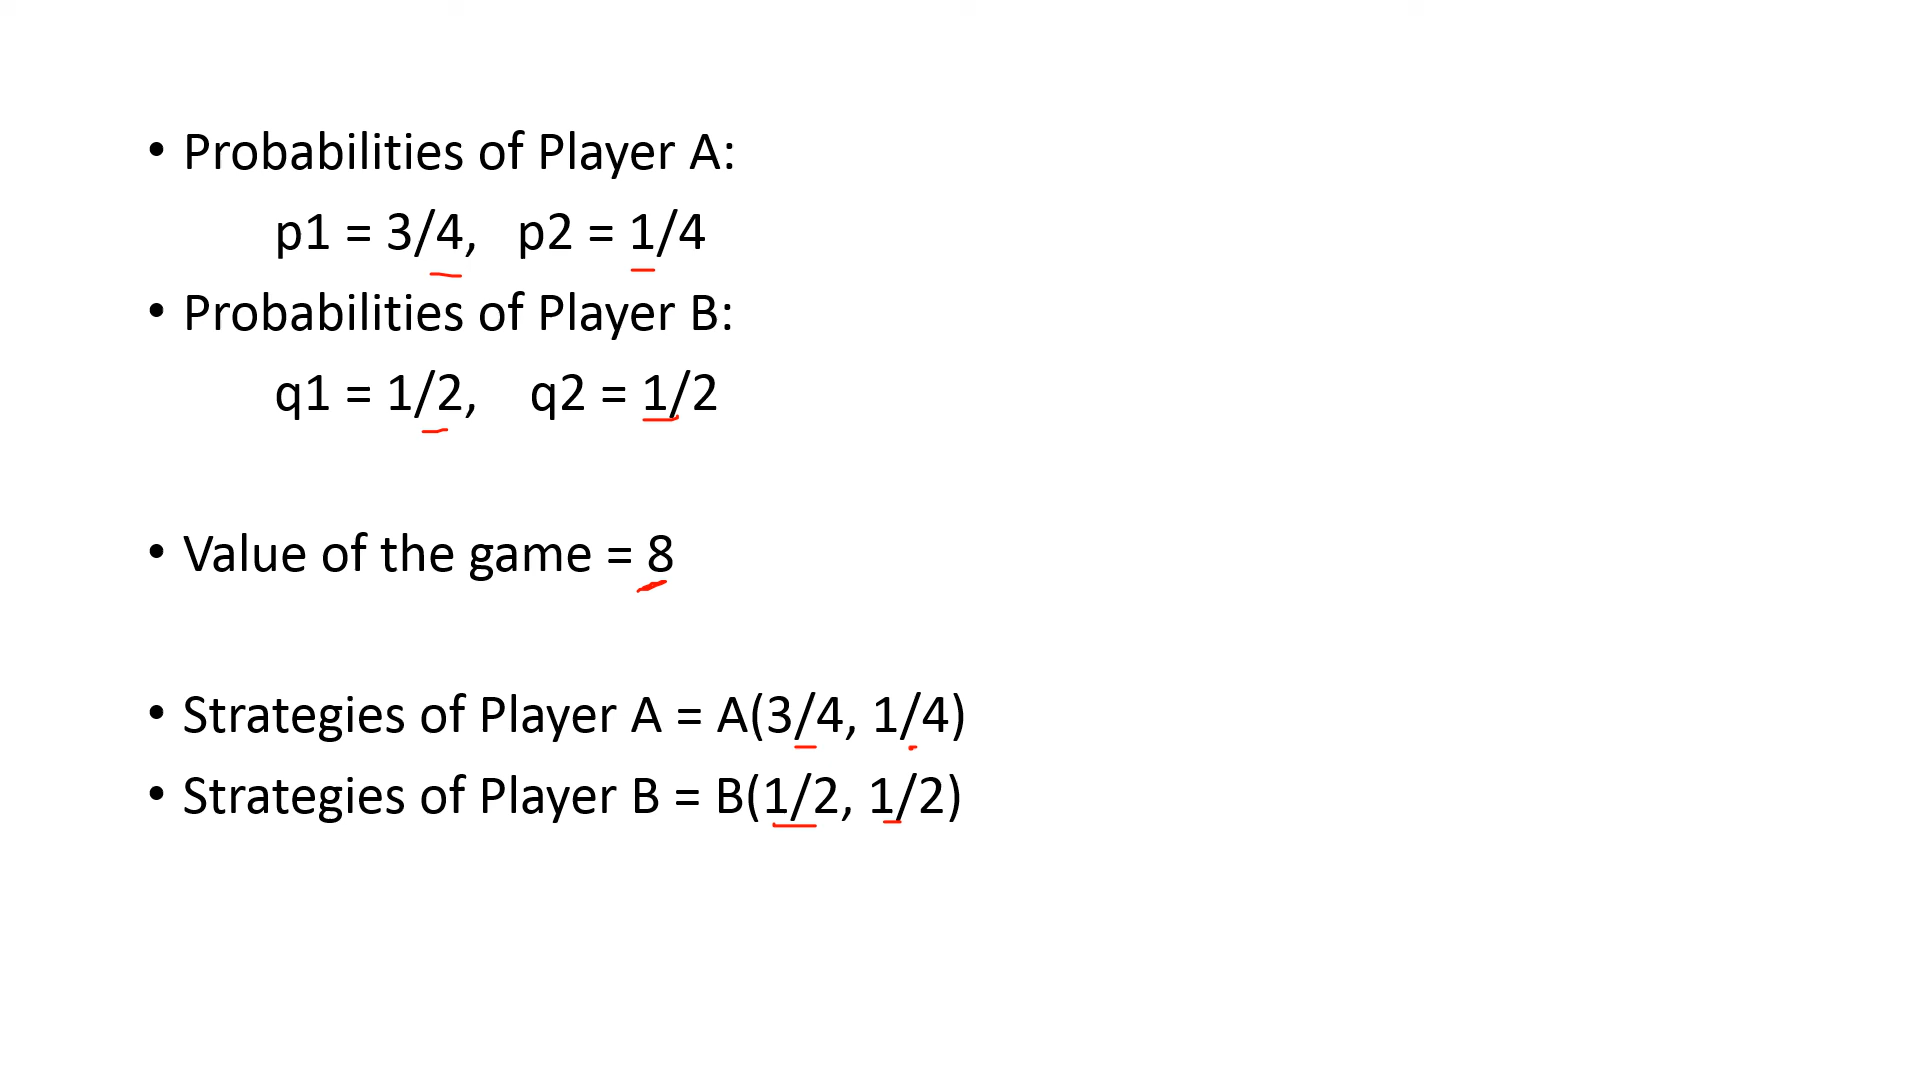 • Probabilities of Player A:
p1 = 3/4, p2 = 1/4
• Probabilities of Player B:
q1 = 1/2, q2 = 1/2
• Value of the game = 8
• Strategies of Player A = A(3/4, 1/4)
• Strategies of Player B = B(1/2, 1/2)